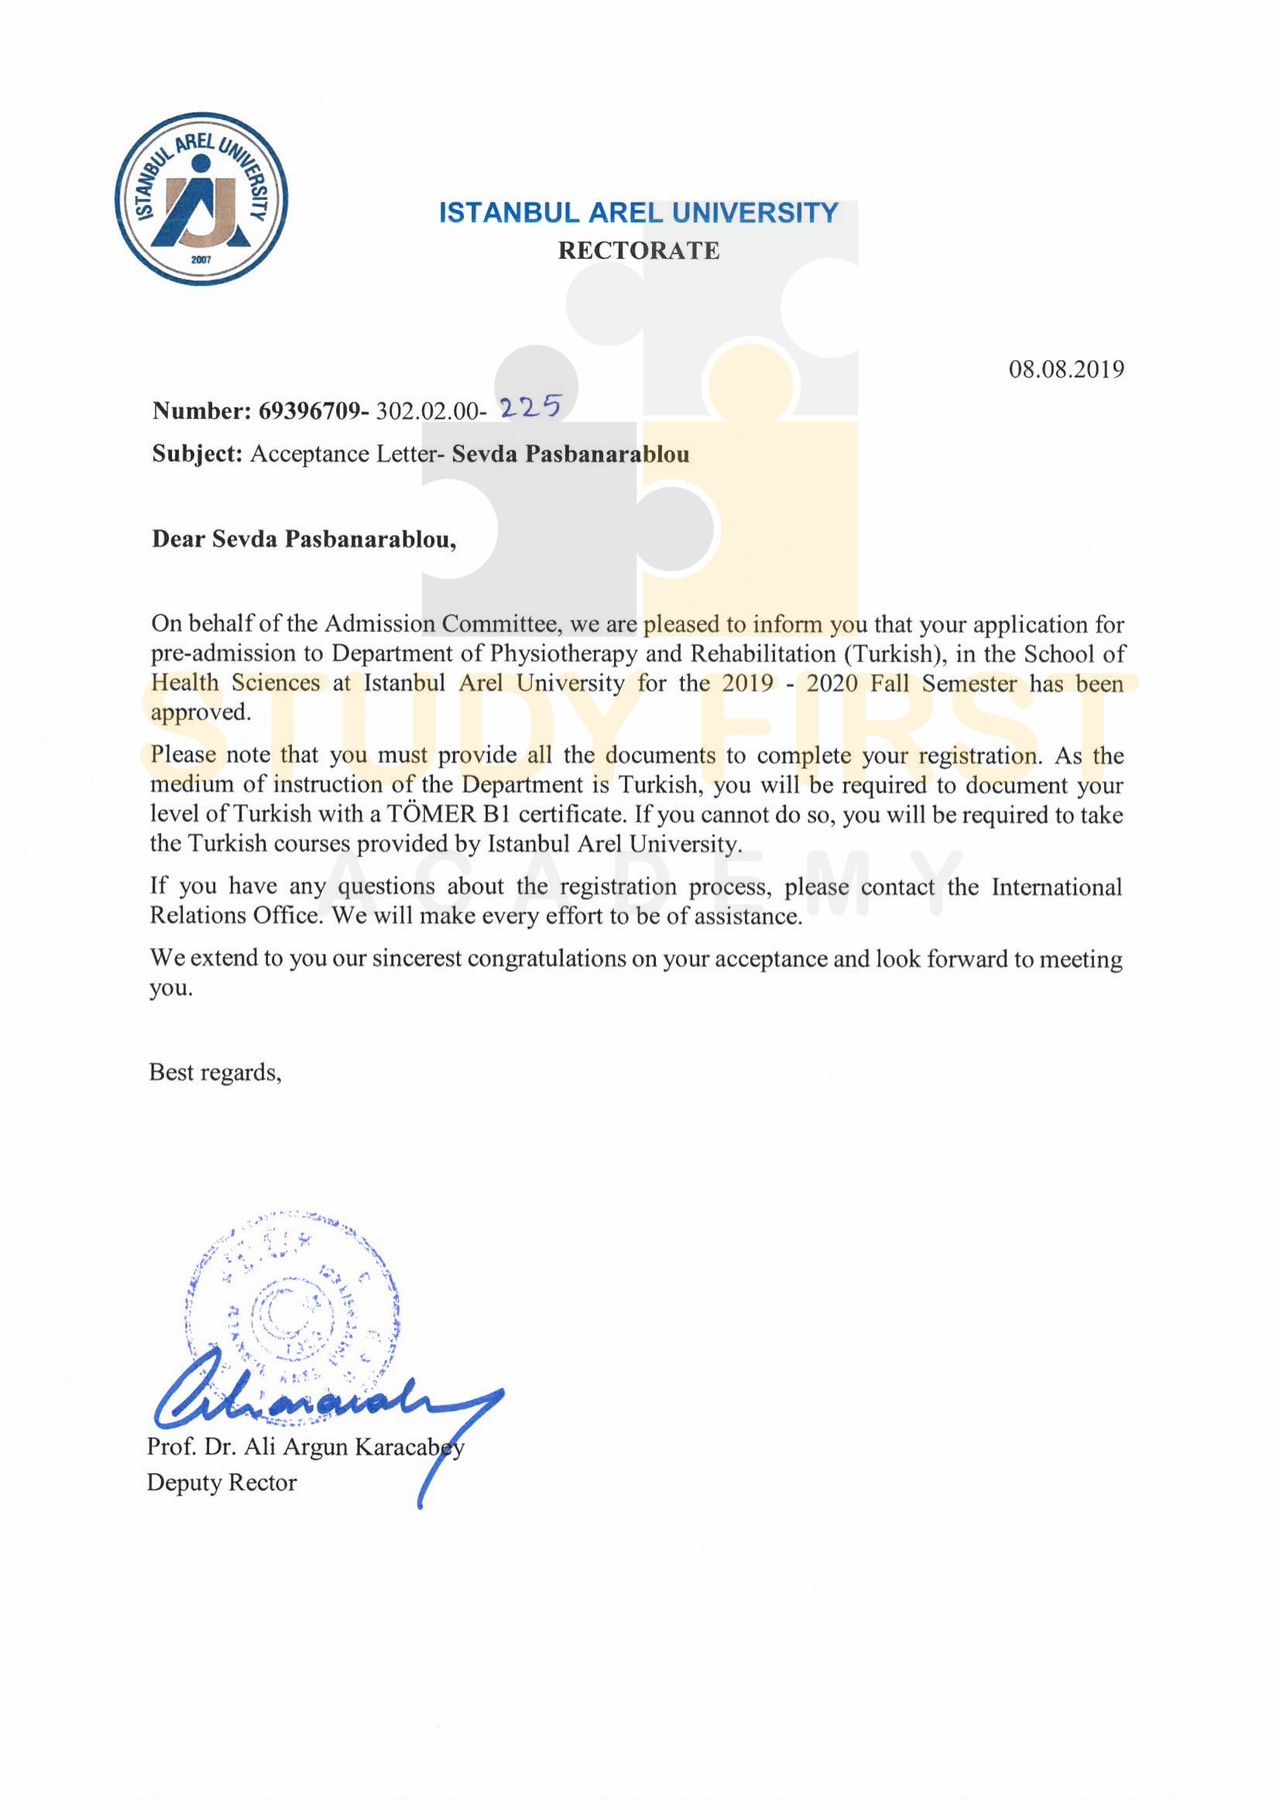 ISTANBUL AREL UNIVERSITY
2007
ISTANBUL AREL UNIVERSITY
RECTORATE
08.08.2019
Number: 69396709- 302.02.00- 225
Subject: Acceptance Letter- Sevda Pasbanarablou
Dear Sevda Pasbanarablou,
On behalf of the Admission Committee, we are pleased to inform you that your application for
pre-admission to Department of Physiotherapy and Rehabilitation (Turkish), in the School of
Health Sciences at Istanbul Arel University for the 2019 - 2020 Fall Semester has been
approved.
STUDY FIRST
Please note that you must provide all the documents to complete your registration. As the
medium of instruction of the Department is Turkish, you will be required to document your
level of Turkish with a TÖMER B1 certificate. If you cannot do so, you will be required to take
the Turkish courses provided by Istanbul Arel University.
ACADEMY
If you have any questions about the registration process, please contact the International
Relations Office. We will make every effort to be of assistance.
We extend to you our sincerest congratulations on your acceptance and look forward to meeting
you.
Best regards,
Prof. Dr. Ali Argun Karacabey
Deputy Rector